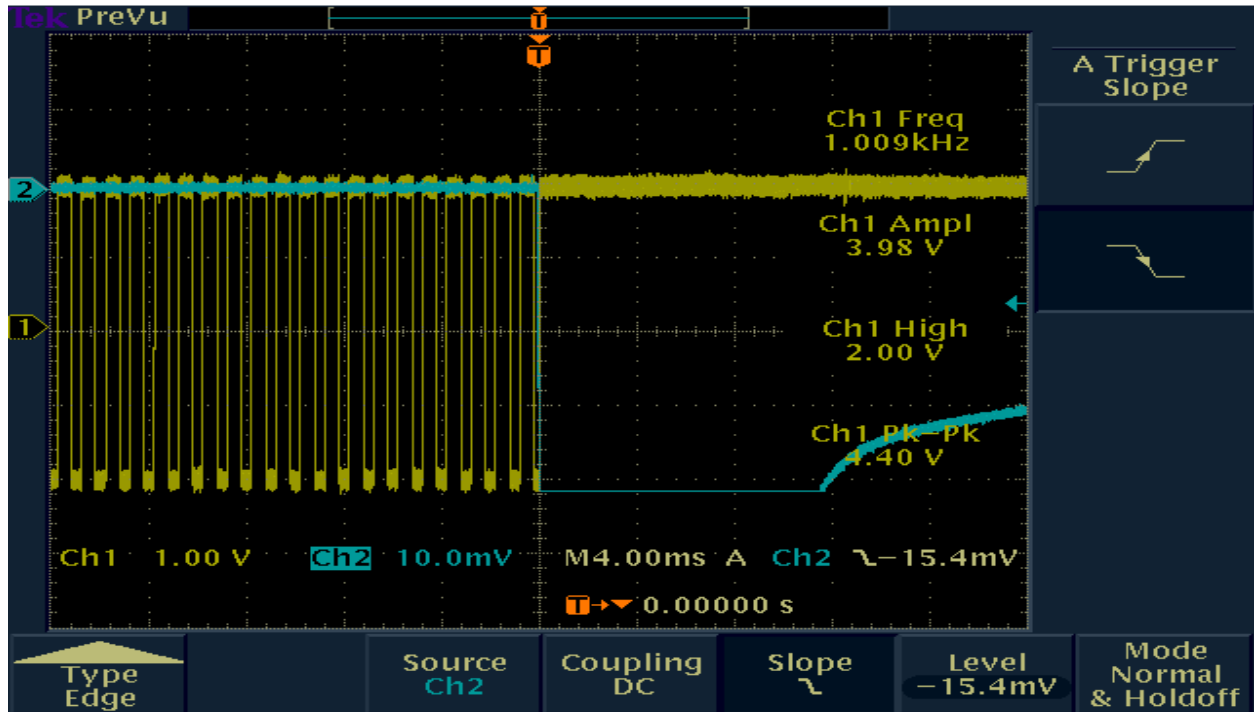 Tek PreVu
T
T
A Trigger
Slope
Ch1 Freq
1.009kHz
2
Ch1 Ampl
3.98 V
1
Ch1 High
2.00 V
Ch1 Pk-Pk
4.40 V
Ch1 1.00 V Ch2 10.0mV M4.00ms A Ch2 -15.4mV
T→▼ 0.00000 s
Type
Edge
Source
Ch2
Coupling
DC
Slope
Level
-15.4mV
Mode
Normal
& Holdoff